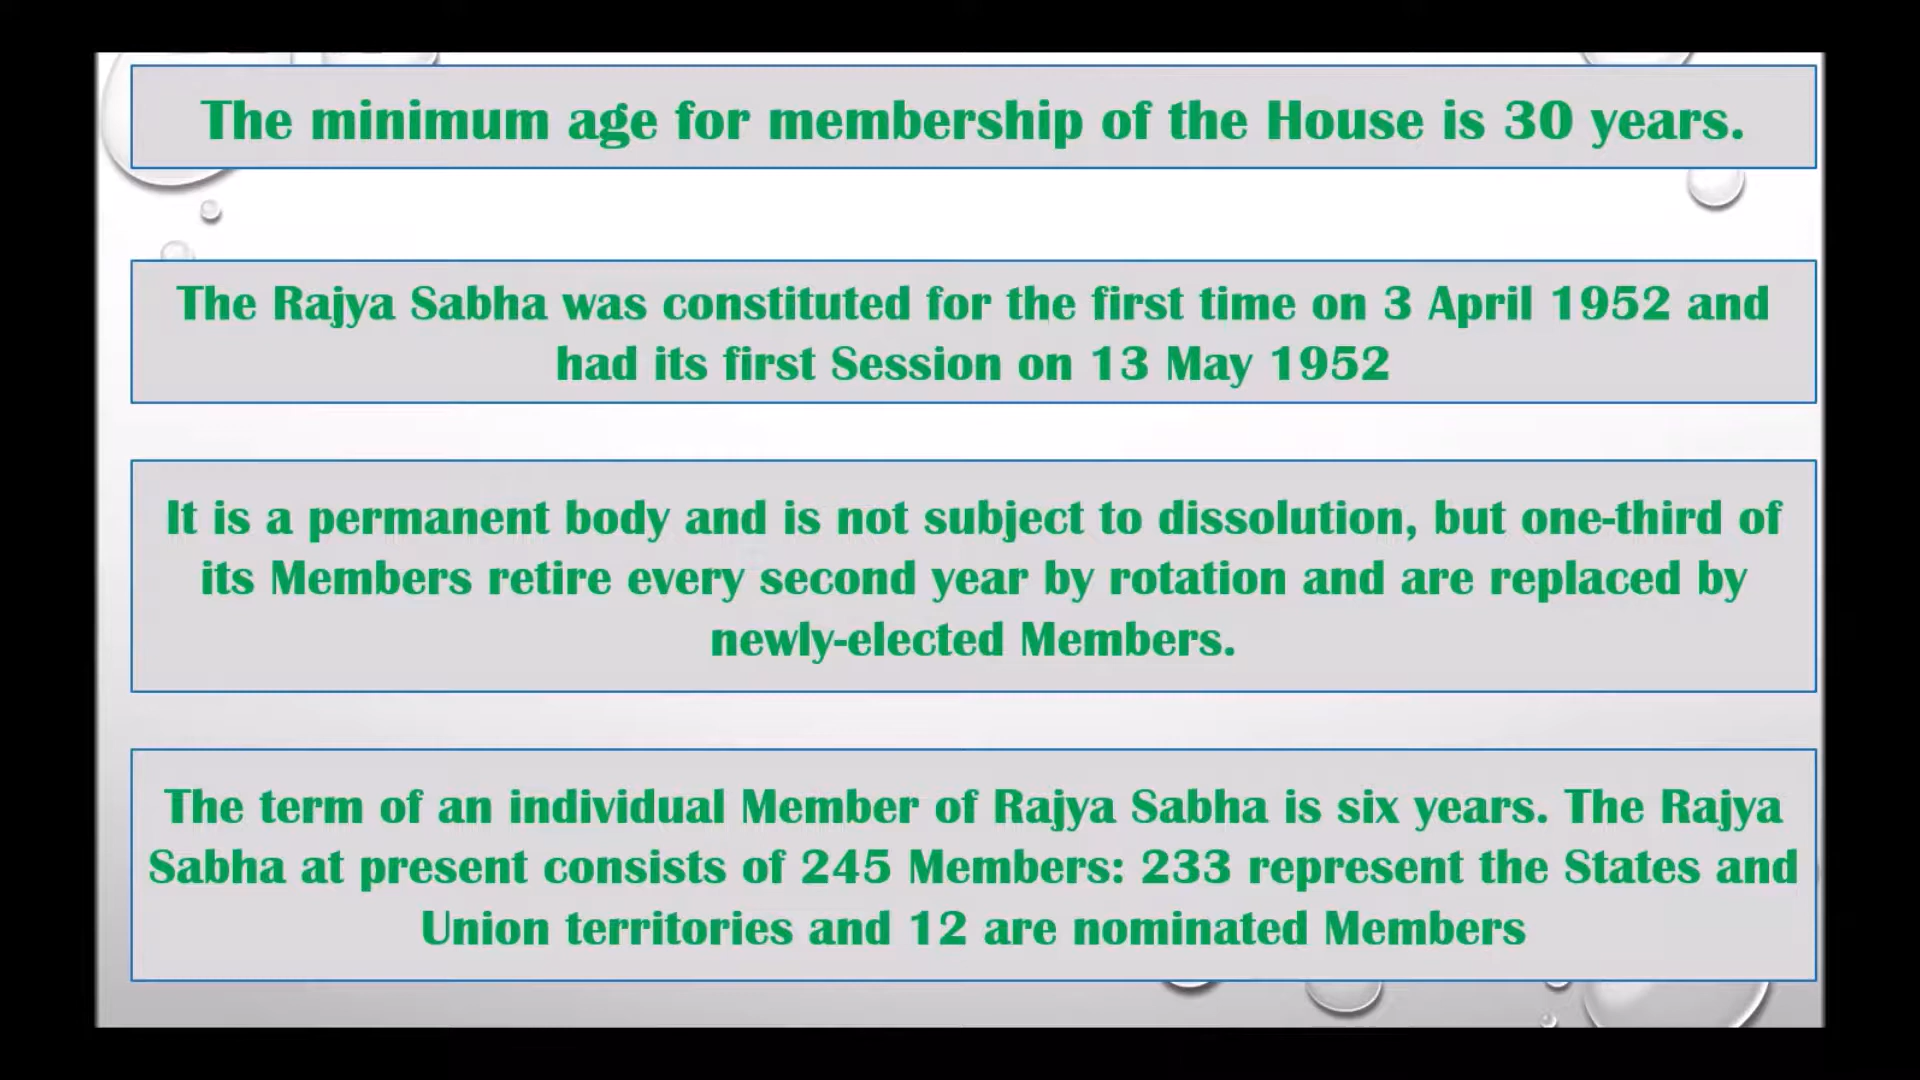 The minimum age for membership of the House is 30 years.
The Rajya Sabha was constituted for the first time on 3 April 1952 and
had its first Session on 13 May 1952
It is a permanent body and is not subject to dissolution, but one-third of
its Members retire every second year by rotation and are replaced by
newly-elected Members.
The term of an individual Member of Rajya Sabha is six years. The Rajya
Sabha at present consists of 245 Members: 233 represent the States and
Union territories and 12 are nominated Members